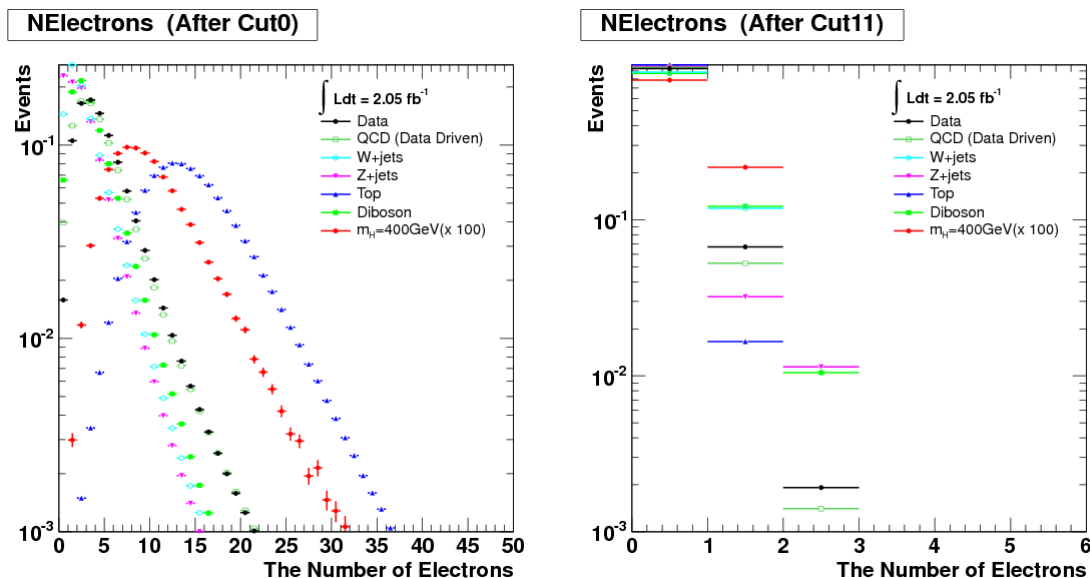 NElectrons (After Cut0)
Events
10⁻¹
10⁻²
10⁻³
∫ Ldt = 2.05 fb⁻¹
Data
QCD (Data Driven)
W+jets
Z+jets
Top
Diboson
m_H=400GeV(x 100)
0 5 10 15 20 25 30 35 40 45 50
The Number of Electrons
NElectrons (After Cut11)
Events
10⁻¹
10⁻²
10⁻³
∫ Ldt = 2.05 fb⁻¹
Data
QCD (Data Driven)
W+jets
Z+jets
Top
Diboson
m_H=400GeV(x 100)
0 1 2 3 4 5 6
The Number of Electrons